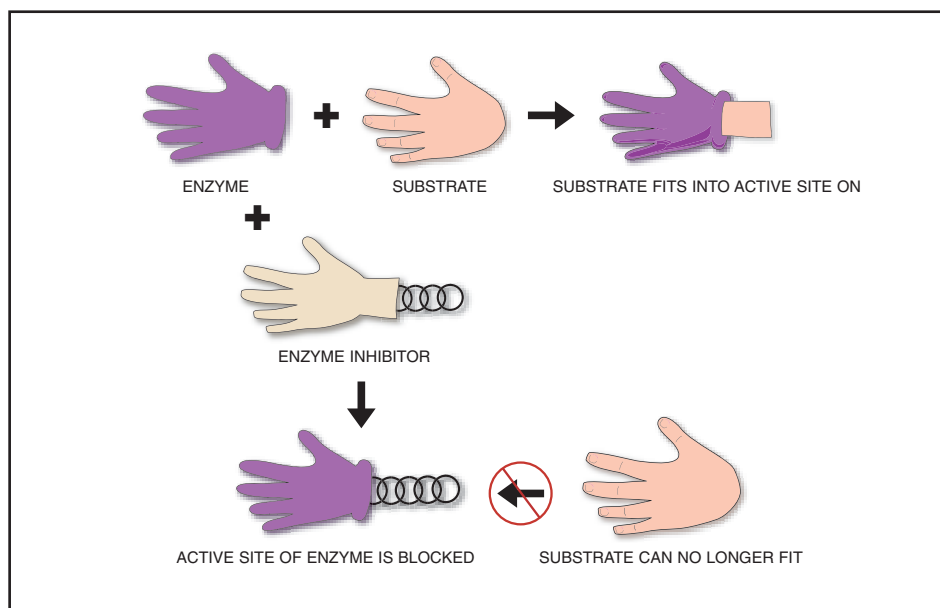 ENZYME
SUBSTRATE
SUBSTRATE FITS INTO ACTIVE SITE ON
ENZYME INHIBITOR
ACTIVE SITE OF ENZYME IS BLOCKED
SUBSTRATE CAN NO LONGER FIT